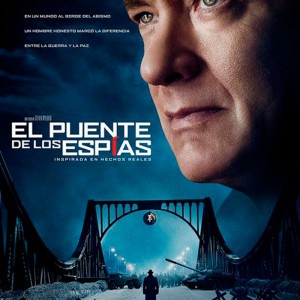 EN UN MUNDO AL BORDE DEL ABISMO
UN HOMBRE HONESTO MARCÓ LA DIFERENCIA
ENTRE LA GUERRA Y LA PAZ
EL PUENTE
DE LOS ESPÍAS
INSPIRADA EN HECHOS REALES